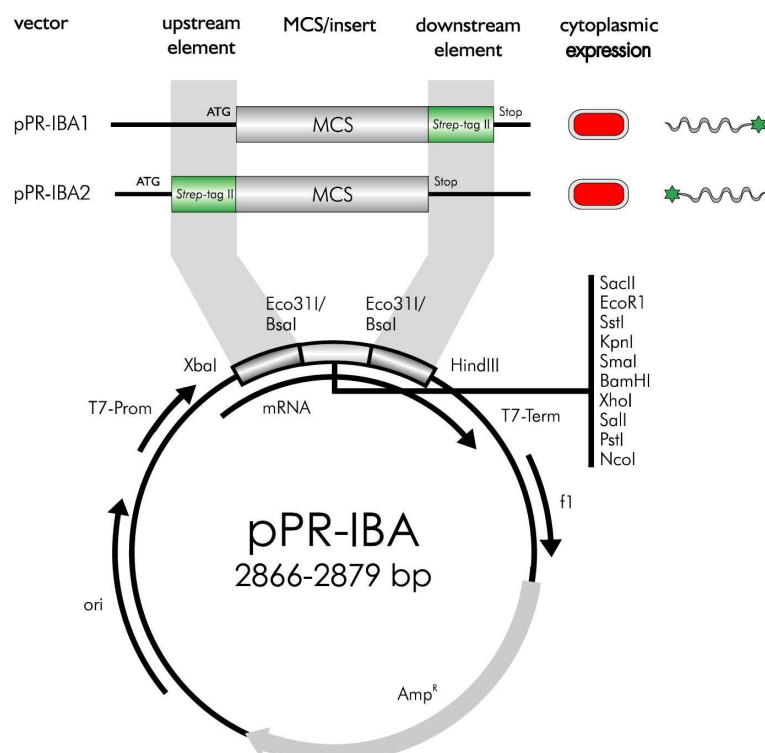 vector
upstream
element
MCS/insert
downstream
element
cytoplasmic
expression
pPR-IBA1
ATG
MCS
Strep-tag II
Stop
pPR-IBA2
ATG
Strep-tag II
MCS
Stop
Eco31I/
BsaI
Eco31I/
BsaI
XbaI
HindIII
SacII
EcoR1
SstI
KpnI
SmaI
BamHI
XhoI
SalI
PstI
NcoI
T7-Prom
mRNA
T7-Term
f1
pPR-IBA
2866-2879 bp
ori
Ampᴿ